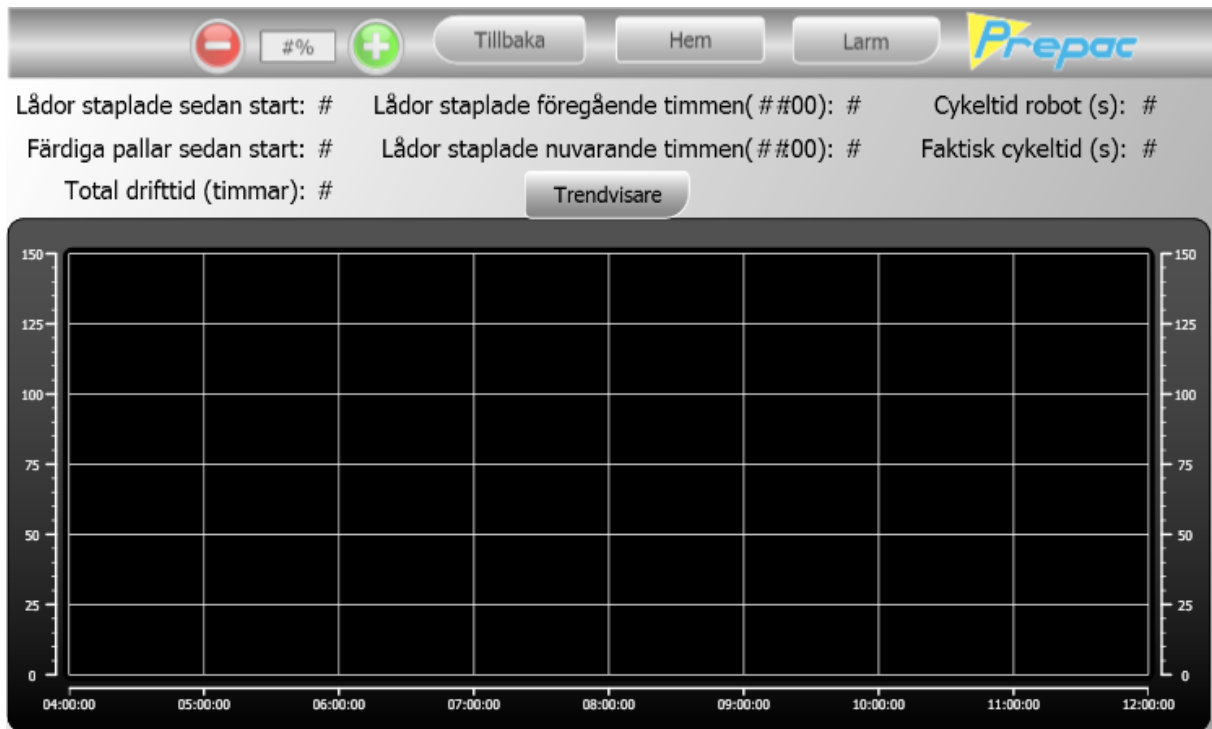 #% Tillbaka Hem Larm Prepac
Lådor staplade sedan start: # Lådor staplade föregående timmen(##:00): # Cykeltid robot (s): #
Färdiga pallar sedan start: # Lådor staplade nuvarande timmen(##:00): # Faktisk cykeltid (s): #
Total drifttid (timmar): #
Trendvisare
150 150
125 125
100 100
75 75
50 50
25 25
0 0
04:00:00 05:00:00 06:00:00 07:00:00 08:00:00 09:00:00 10:00:00 11:00:00 12:00:00